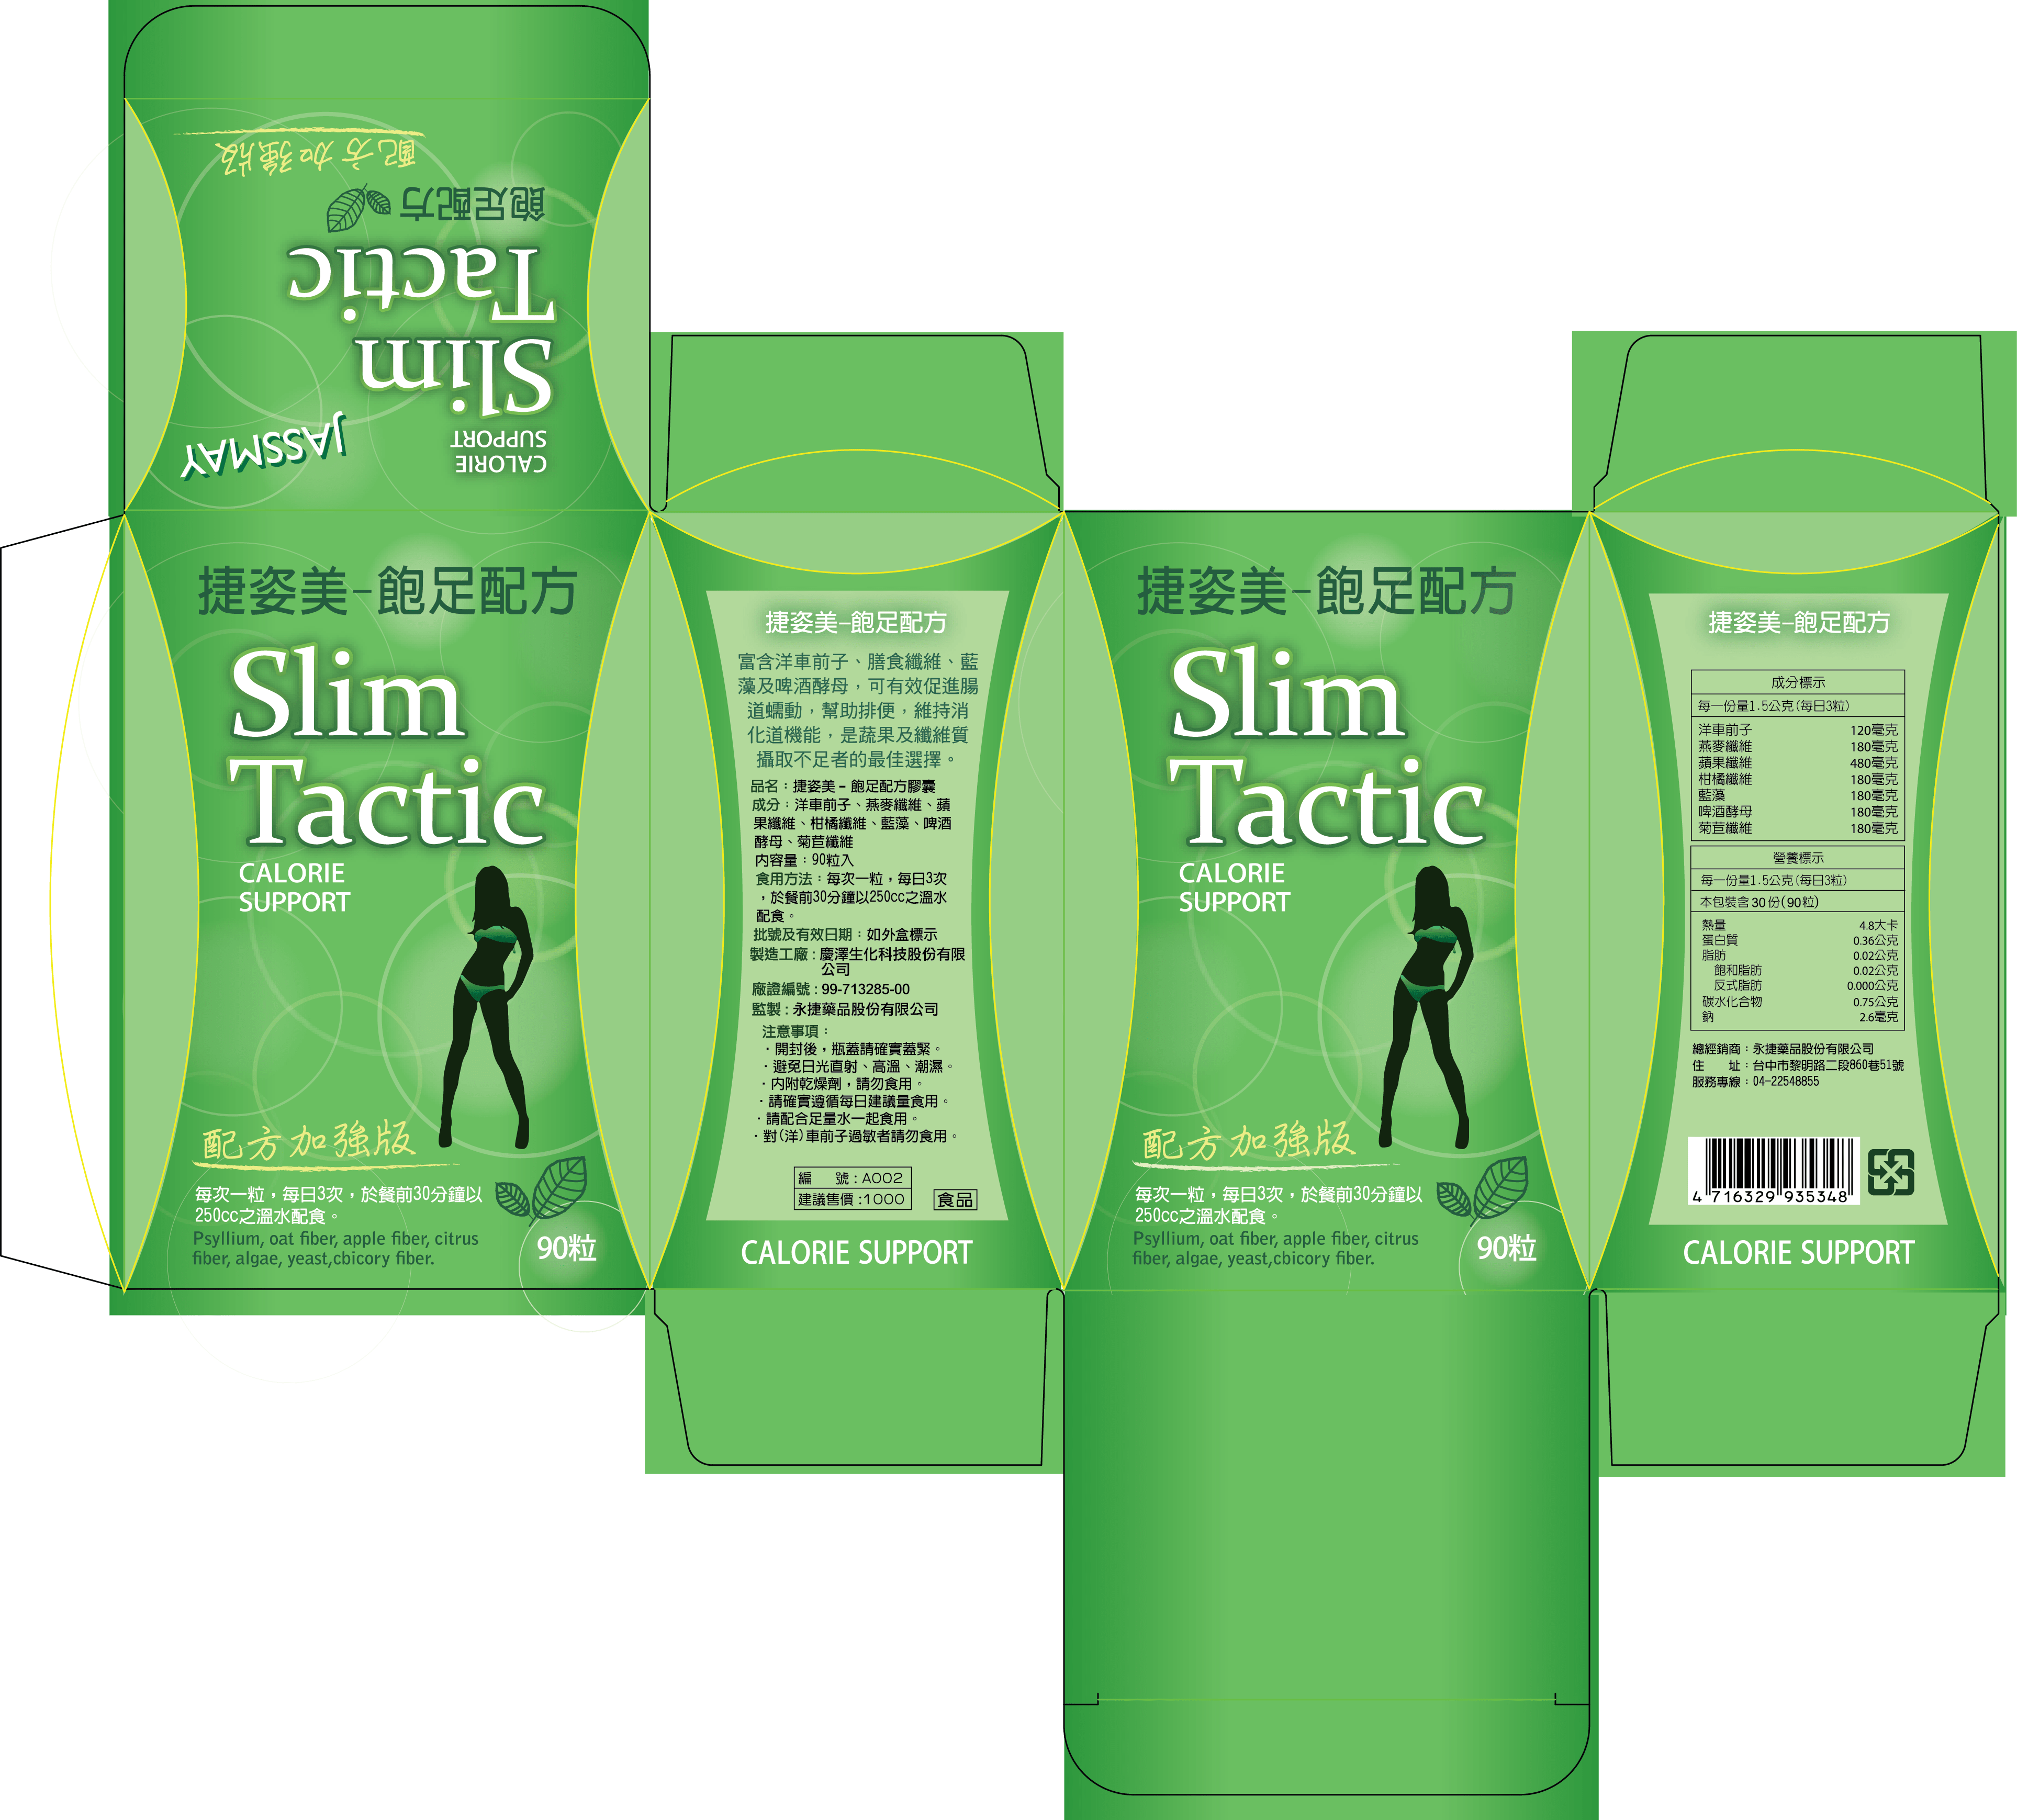 配方加強版
飽足配方
Tactic
Slim
CALORIE
SUPPORT
JASSMAY
捷姿美-飽足配方
Slim
Tactic
CALORIE
SUPPORT
配方加強版
每次一粒，每日3次，於餐前30分鐘以
250cc之溫水配食。
Psyllium, oat fiber, apple fiber, citrus
fiber, algae, yeast,cbicory fiber.
90粒
捷姿美-飽足配方
富含洋車前子、膳食纖維、藍
藻及啤酒酵母，可有效促進腸
道蠕動，幫助排便，維持消
化道機能，是蔬果及纖維質
攝取不足者的最佳選擇。
品名：捷姿美－飽足配方膠囊
成分：洋車前子、燕麥纖維、蘋
果纖維、柑橘纖維、藍藻、啤酒
酵母、菊苣纖維
內容量：90粒入
食用方法：每次一粒，每日3次
，於餐前30分鐘以250cc之溫水
配食。
批號及有效日期：如外盒標示
製造工廠：慶澤生化科技股份有限
公司
廠證編號：99-713285-00
監製：永捷藥品股份有限公司
注意事項：
．開封後，瓶蓋請確實蓋緊。
．避免日光直射、高溫、潮濕。
．內附乾燥劑，請勿食用。
．請確實遵循每日建議量食用。
．請配合足量水一起食用。
．對(洋)車前子過敏者請勿食用。
編　號：A002
建議售價：1000
食品
CALORIE SUPPORT
捷姿美-飽足配方
Slim
Tactic
CALORIE
SUPPORT
配方加強版
每次一粒，每日3次，於餐前30分鐘以
250cc之溫水配食。
Psyllium, oat fiber, apple fiber, citrus
fiber, algae, yeast,cbicory fiber.
90粒
捷姿美-飽足配方
成分標示
每一份量1.5公克(每日3粒)
洋車前子 120毫克
燕麥纖維 180毫克
蘋果纖維 480毫克
柑橘纖維 180毫克
藍藻 180毫克
啤酒酵母 180毫克
菊苣纖維 180毫克
營養標示
每一份量1.5公克(每日3粒)
本包裝含30份(90粒)
熱量 4.8大卡
蛋白質 0.36公克
脂肪 0.02公克
飽和脂肪 0.02公克
反式脂肪 0.000公克
碳水化合物 0.75公克
鈉 2.6毫克
總經銷商：永捷藥品股份有限公司
住　　址：台中市黎明路二段860巷51號
服務專線：04-22548855
4 716329 935348
CALORIE SUPPORT